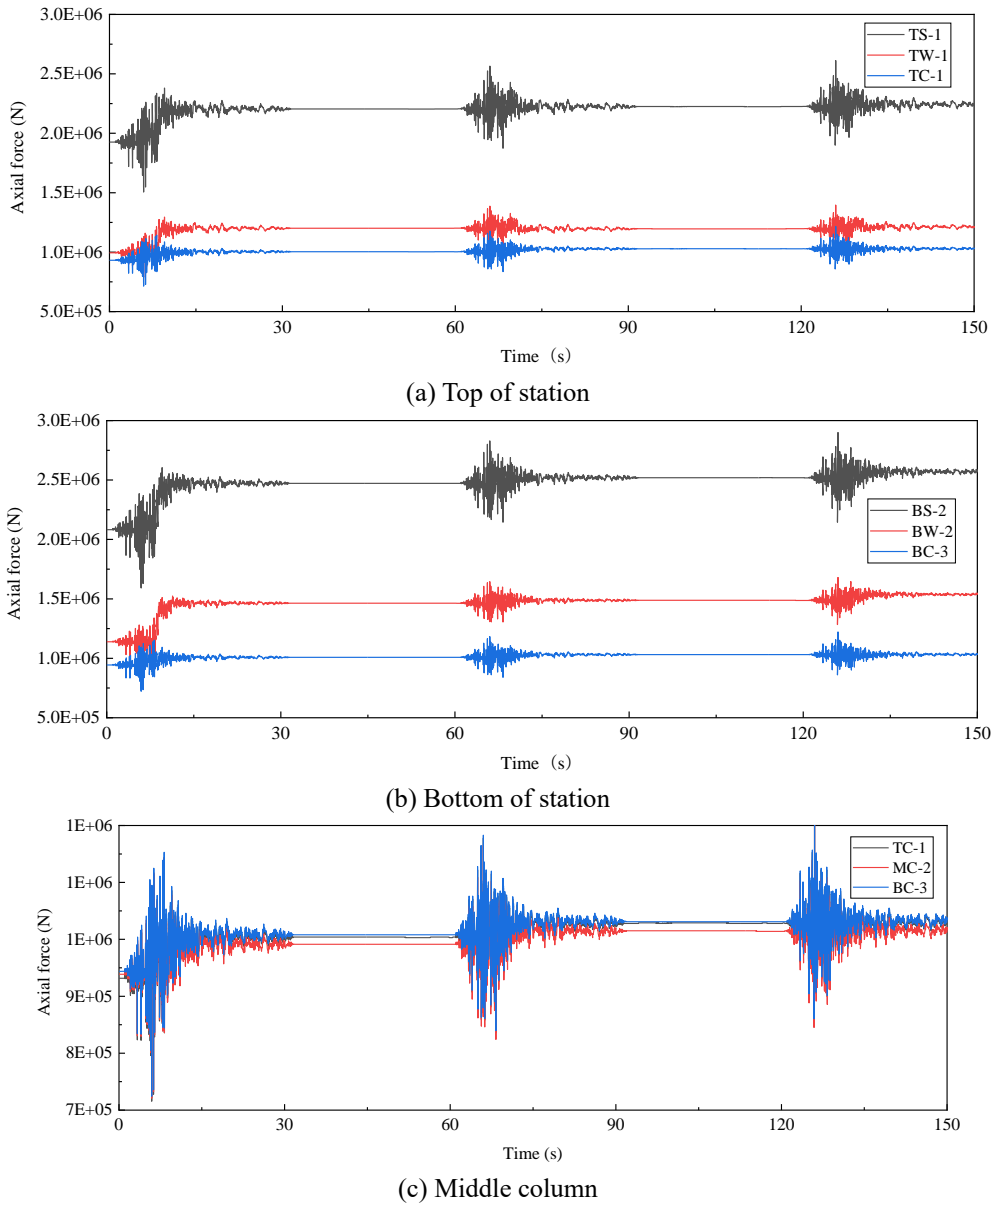 3.0E+06
2.5E+06
2.0E+06
1.5E+06
1.0E+06
5.0E+05
Axial force (N)
TS-1
TW-1
TC-1
0 30 60 90 120 150
Time （s）
(a) Top of station
3.0E+06
2.5E+06
2.0E+06
1.5E+06
1.0E+06
5.0E+05
Axial force (N)
BS-2
BW-2
BC-3
0 30 60 90 120 150
Time （s）
(b) Bottom of station
1E+06
1E+06
1E+06
9E+05
8E+05
7E+05
Axial force (N)
TC-1
MC-2
BC-3
0 30 60 90 120 150
Time (s)
(c) Middle column